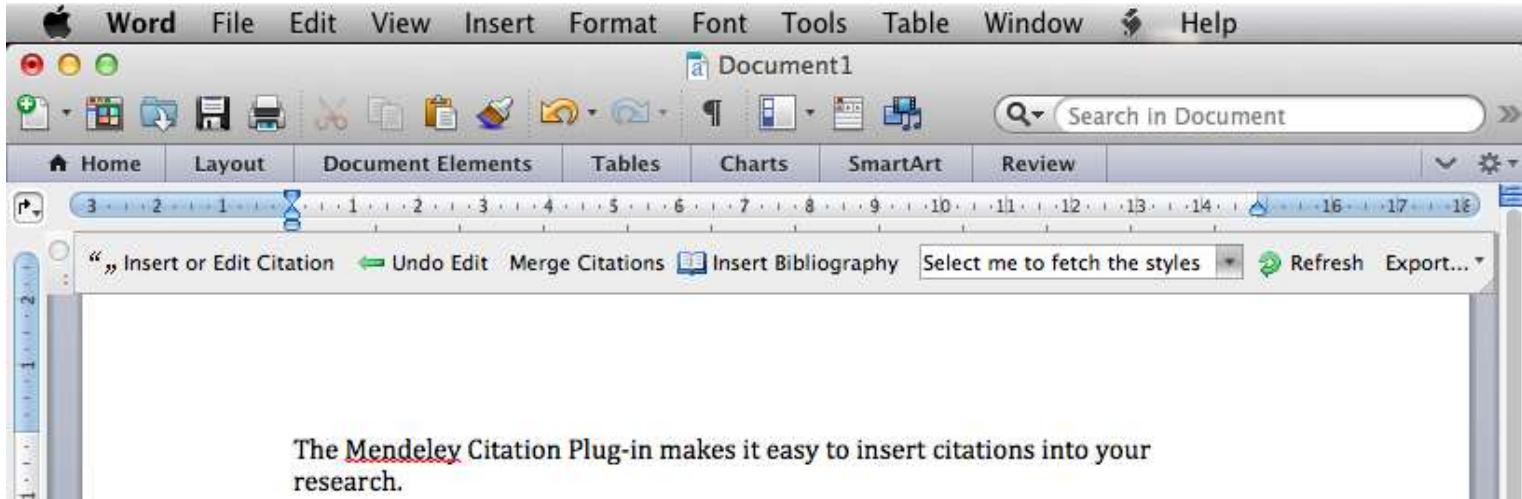 Word File Edit View Insert Format Font Tools Table Window Help
Document1
Search in Document
Home Layout Document Elements Tables Charts SmartArt Review
3 2 1 1 2 3 4 5 6 7 8 9 10 11 12 13 14 16 17 18
“„ Insert or Edit Citation Undo Edit Merge Citations Insert Bibliography Select me to fetch the styles Refresh Export...
2
1
1
The Mendeley Citation Plug-in makes it easy to insert citations into your
research.